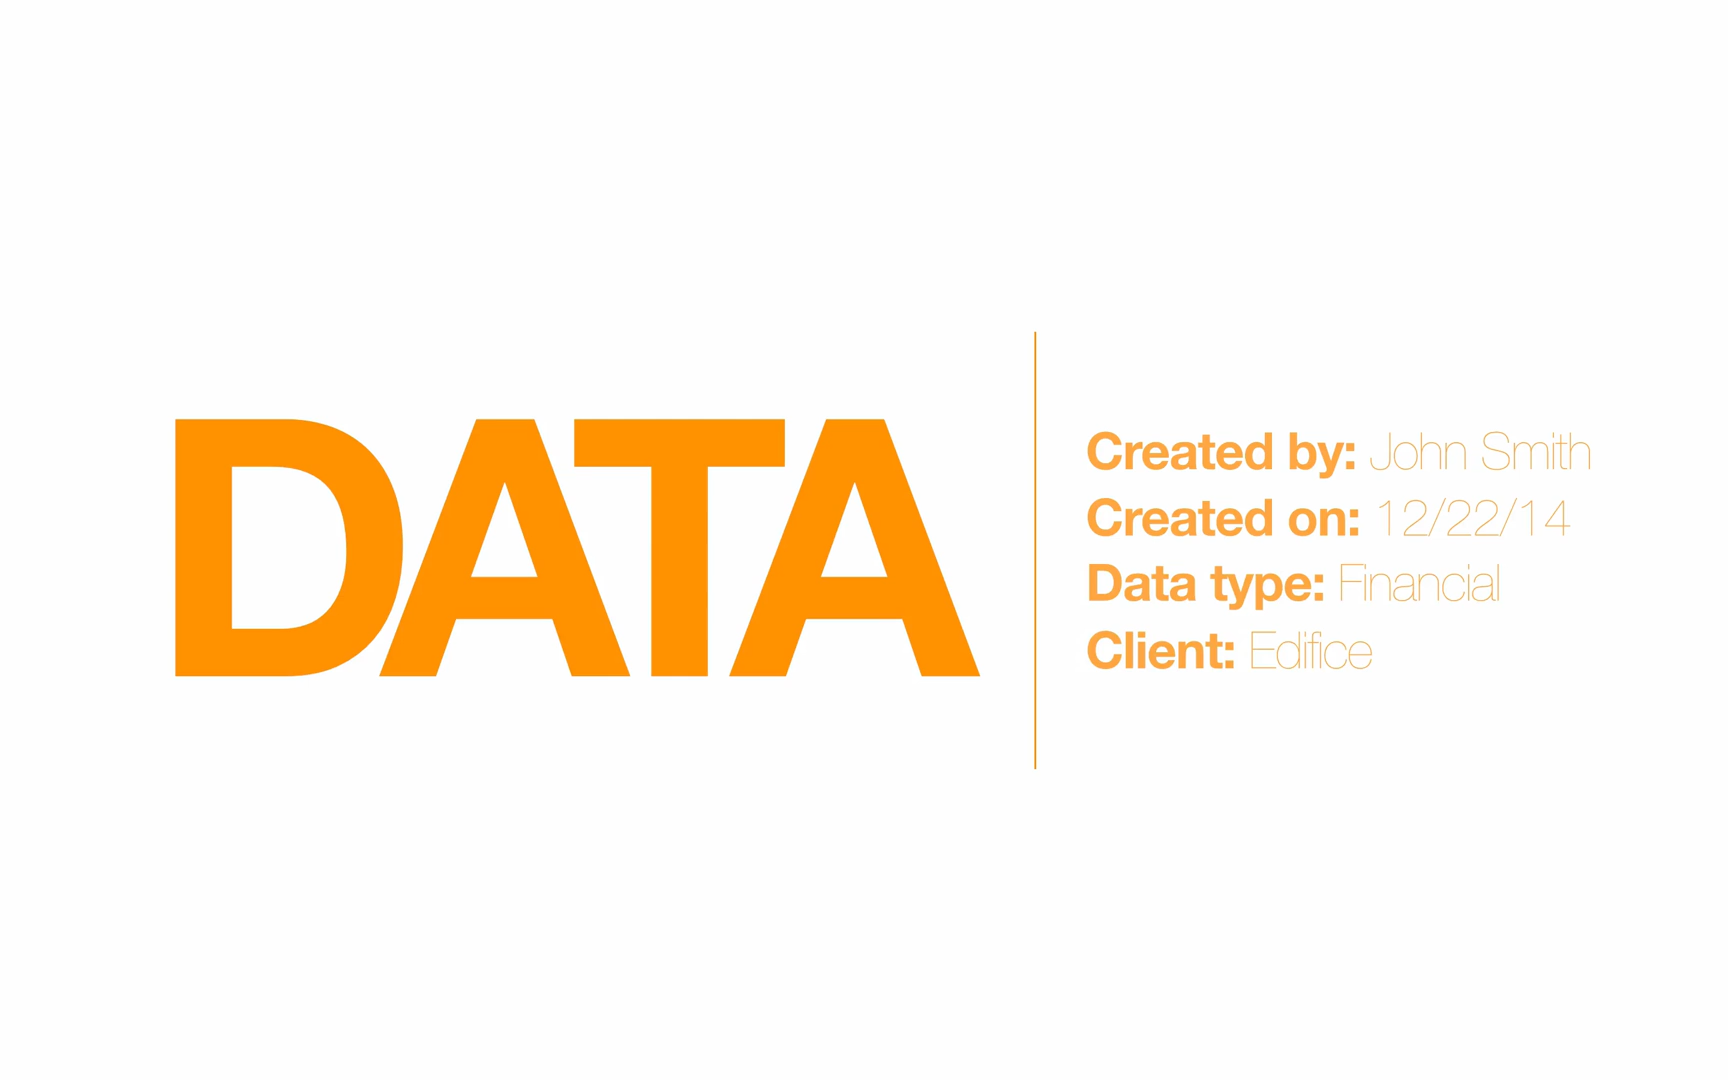 DATA
Created by: John Smith
Created on: 12/22/14
Data type: Financial
Client: Edifice